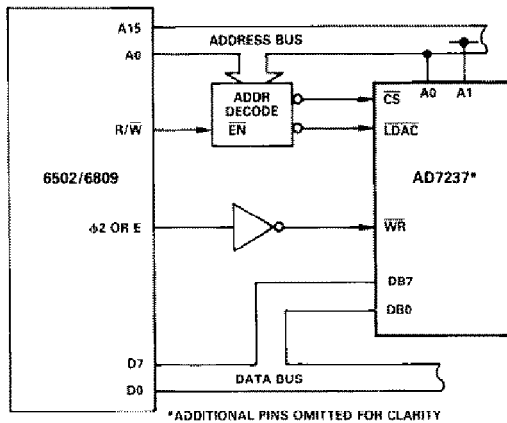 A15
ADDRESS BUS
A0
ADDR
DECODE
EN
CS
LDAC
A0 A1
R/W
6502/6809
AD7237*
ϕ2 OR E
WR
DB7
DB0
D7
DATA BUS
D0
*ADDITIONAL PINS OMITTED FOR CLARITY